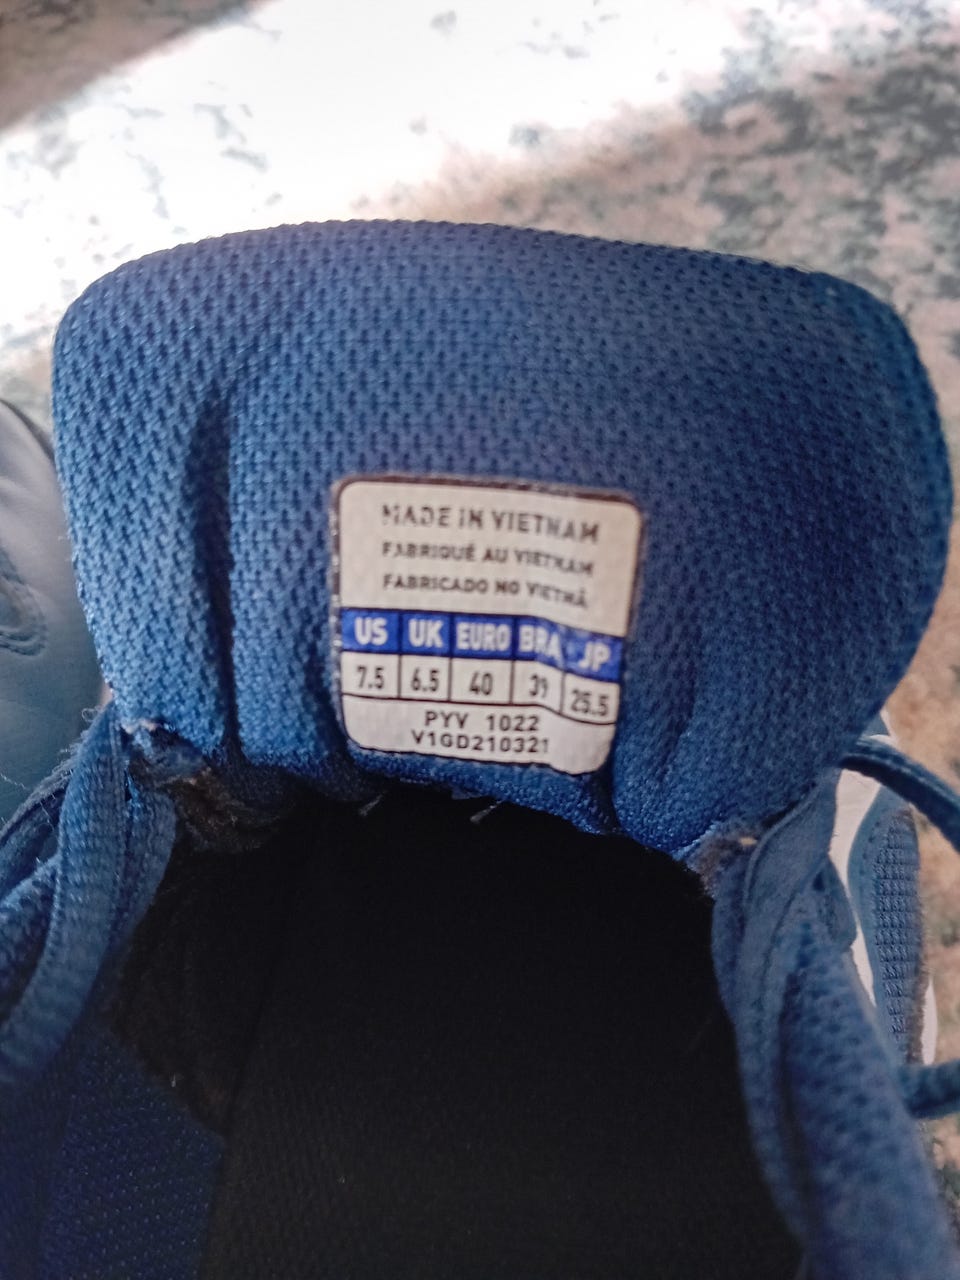 MADE IN VIETNAM
FABRIQUÉ AU VIETNAM
FABRICADO NO VIETNÃ
US UK EURO BRA JP
7.5 6.5 40 39 25.5
PYV 1022
V1GD210321